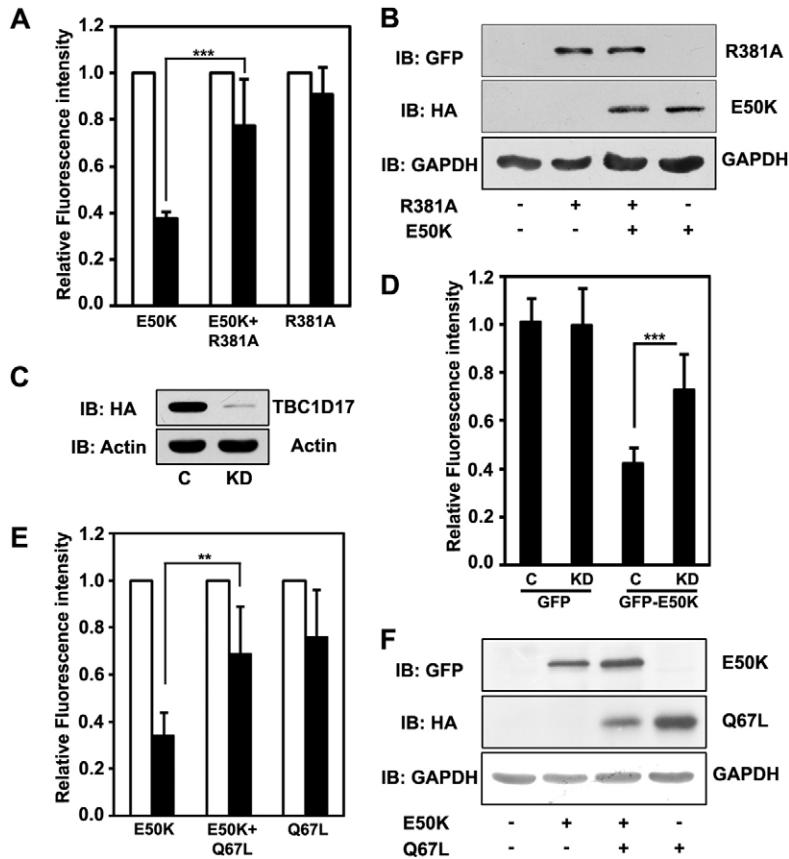 A
Relative Fluorescence intensity
1.2
1.0
0.8
0.6
0.4
0.2
0.0
***
E50K
E50K+
R381A
R381A
B
IB: GFP
R381A
IB: HA
E50K
IB: GAPDH
GAPDH
R381A - + + -
E50K - - + +
C
IB: HA
TBC1D17
IB: Actin
Actin
C KD
D
Relative Fluorescence intensity
1.2
1.0
0.8
0.6
0.4
0.2
0.0
***
C KD C KD
GFP GFP-E50K
E
Relative Fluorescence intensity
1.2
1.0
0.8
0.6
0.4
0.2
0.0
**
E50K
E50K+
Q67L
Q67L
F
IB: GFP
E50K
IB: HA
Q67L
IB: GAPDH
GAPDH
E50K - + + -
Q67L - - + +